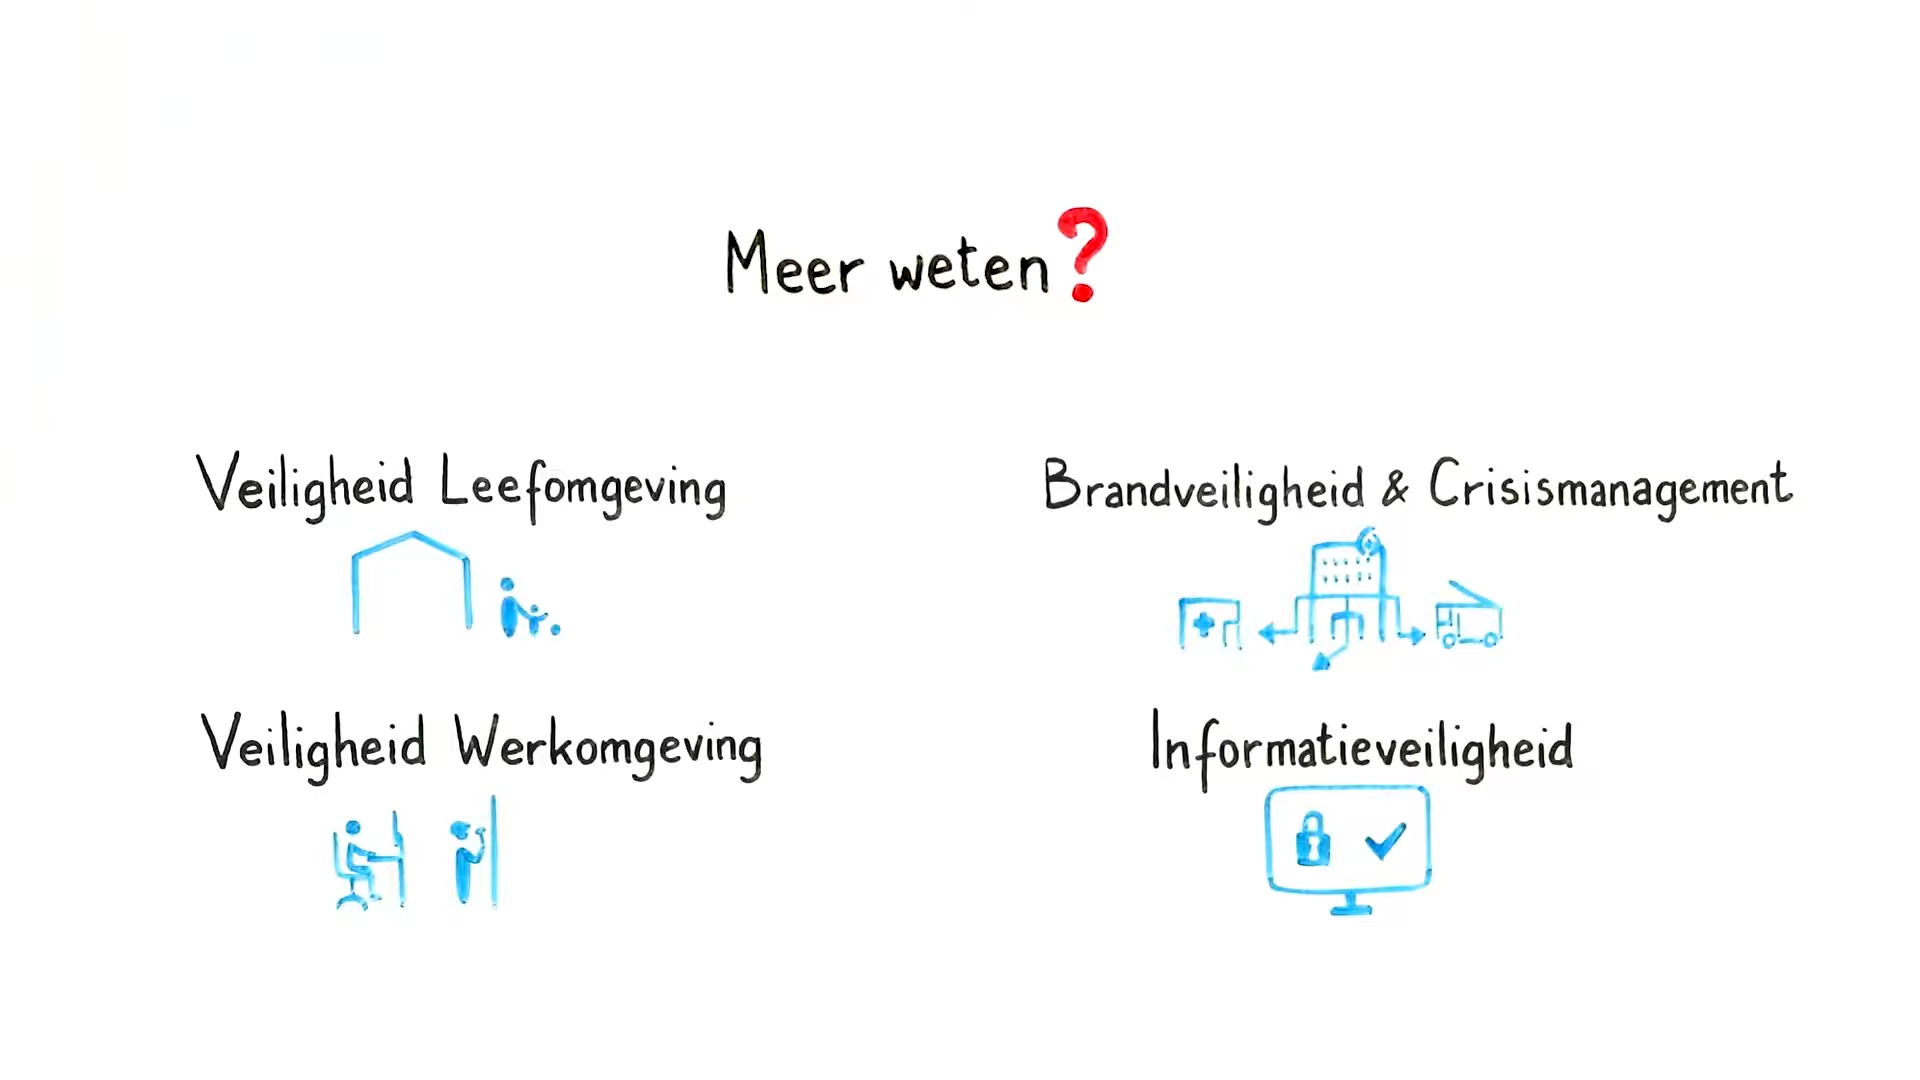 Meer weten?
Veiligheid Leefomgeving
Brandveiligheid & Crisismanagement
Veiligheid Werkomgeving
Informatieveiligheid